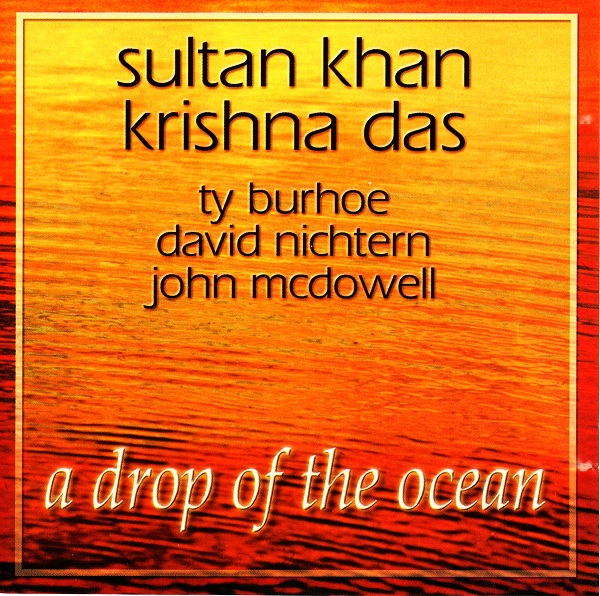 sultan khan
krishna das
ty burhoe
david nichtern
john mcdowell
a drop of the ocean